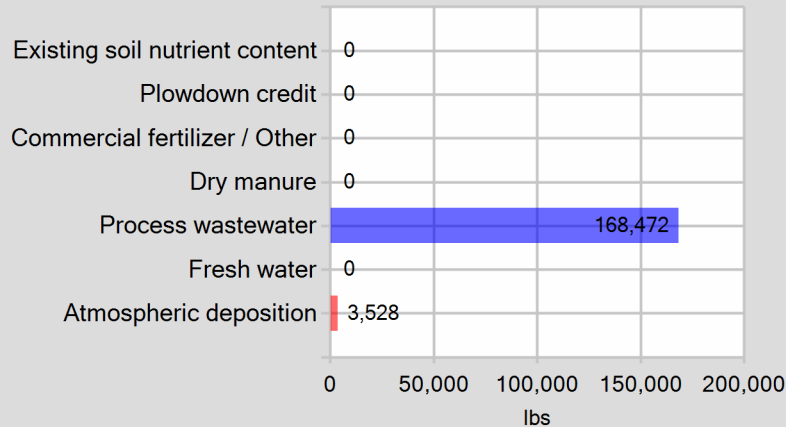 Existing soil nutrient content 0
Plowdown credit 0
Commercial fertilizer / Other 0
Dry manure 0
Process wastewater 168,472
Fresh water 0
Atmospheric deposition 3,528
0 50,000 100,000 150,000 200,000
lbs